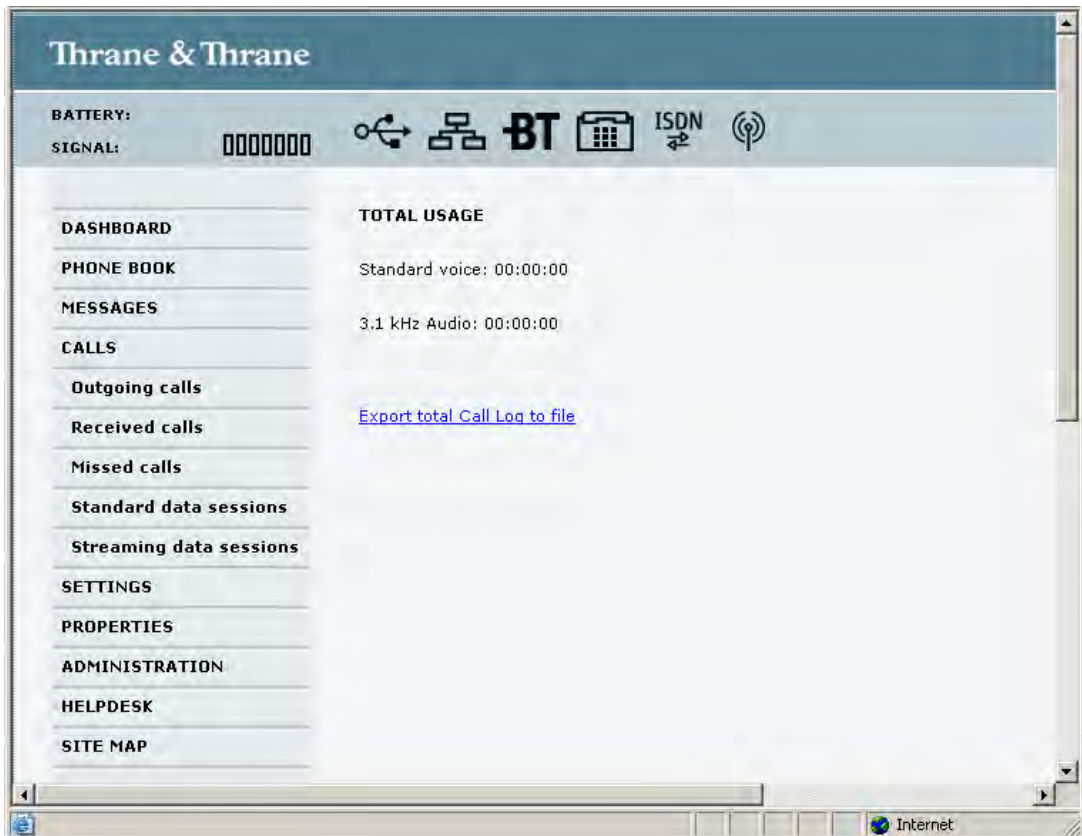 Thrane & Thrane
BATTERY:
SIGNAL:
BT
ISDN
DASHBOARD
PHONE BOOK
MESSAGES
CALLS
Outgoing calls
Received calls
Missed calls
Standard data sessions
Streaming data sessions
SETTINGS
PROPERTIES
ADMINISTRATION
HELPDESK
SITE MAP
TOTAL USAGE
Standard voice: 00:00:00
3.1 kHz Audio: 00:00:00
Export total Call Log to file
Internet